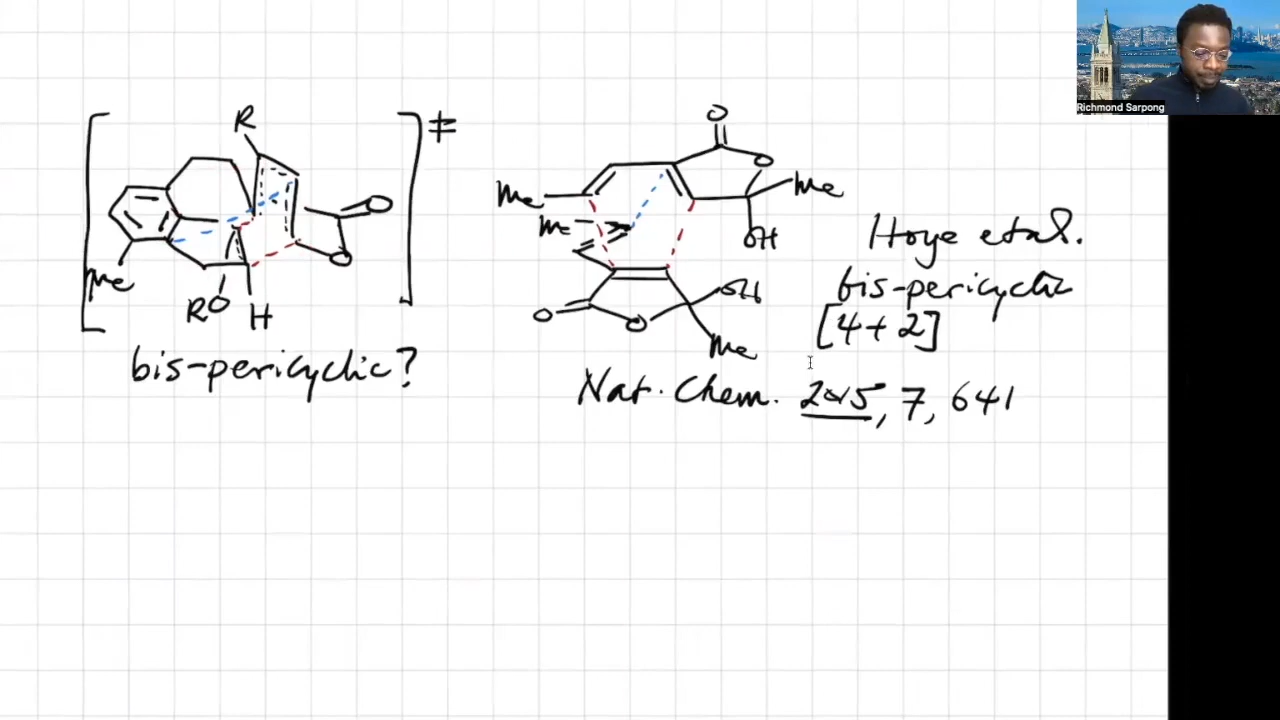 Richmond Sarpong
R
Me
RO
H
O
O
bis-pericyclic?
O
O
Me
Me
Me
OH
OH
O
O
Me
Hoye et al.
bis-pericyclic
[4+2]
Nat. Chem. 2015, 7, 641